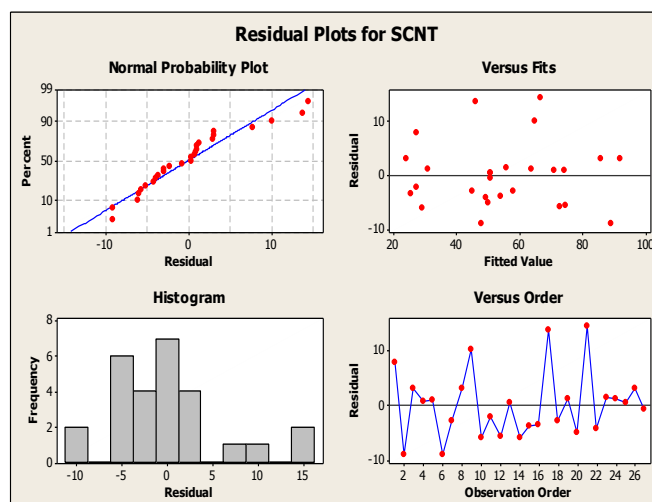 Residual Plots for SCNT
Normal Probability Plot
99
90
50
10
1
Percent
-10 0 10
Residual
Versus Fits
10
0
-10
Residual
20 40 60 80 100
Fitted Value
Histogram
8
6
4
2
0
Frequency
-10 -5 0 5 10 15
Residual
Versus Order
10
0
-10
Residual
2 4 6 8 10 12 14 16 18 20 22 24 26
Observation Order